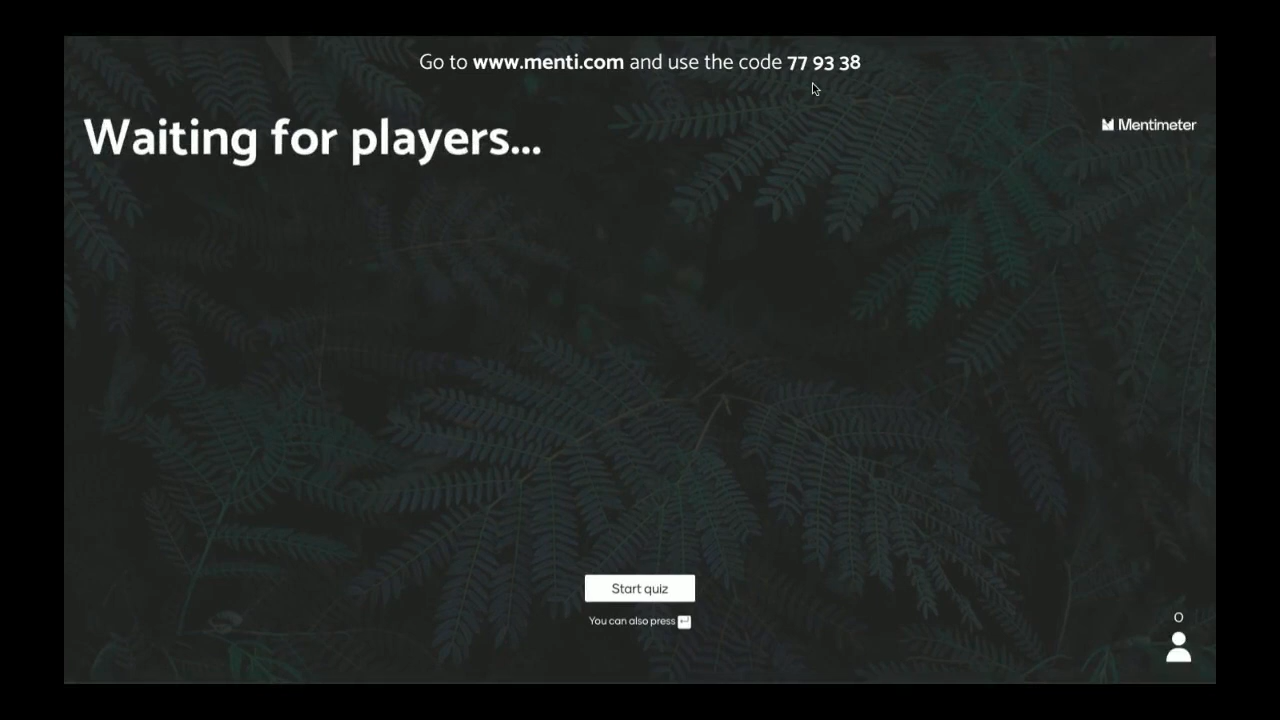 Go to www.menti.com and use the code 77 93 38
Waiting for players...
Mentimeter
Start quiz
You can also press
0